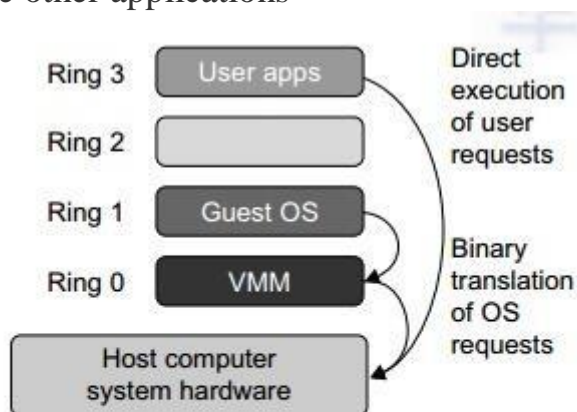 e other applications
Ring 3
User apps
Direct
execution
of user
requests
Ring 2
Ring 1
Guest OS
Ring 0
VMM
Binary
translation
of OS
requests
Host computer
system hardware